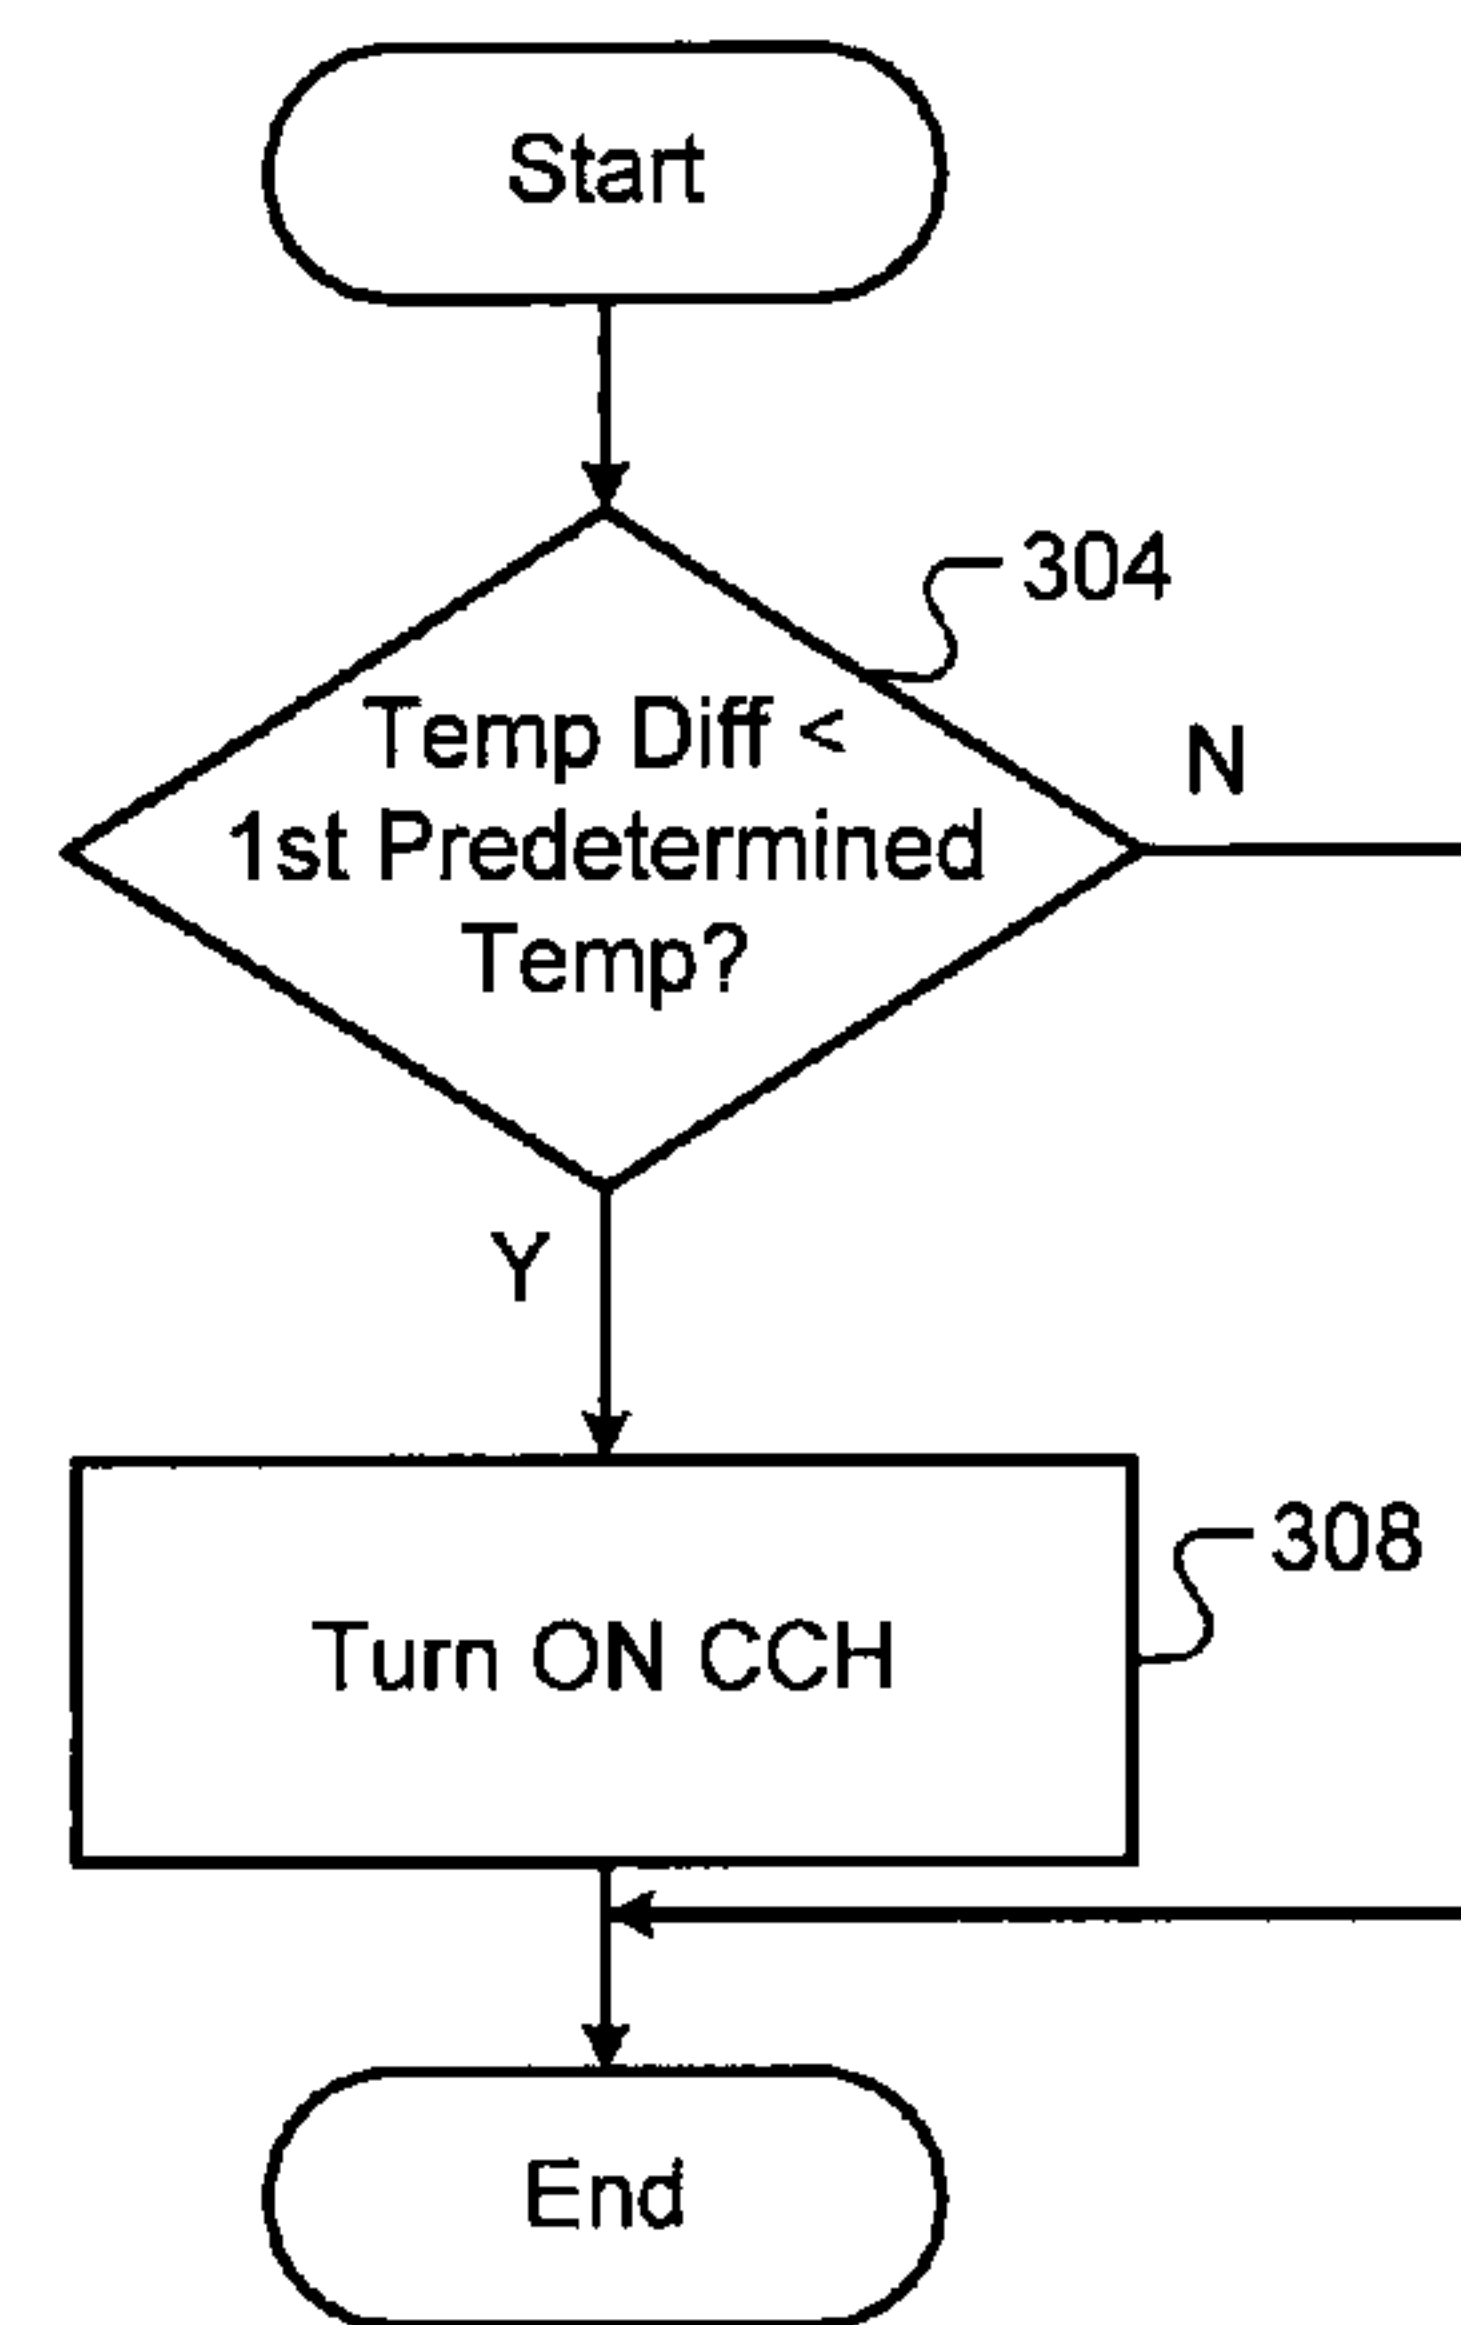 Start
304
Temp Diff <
1st Predetermined
Temp?
N
Y
308
Turn ON CCH
End